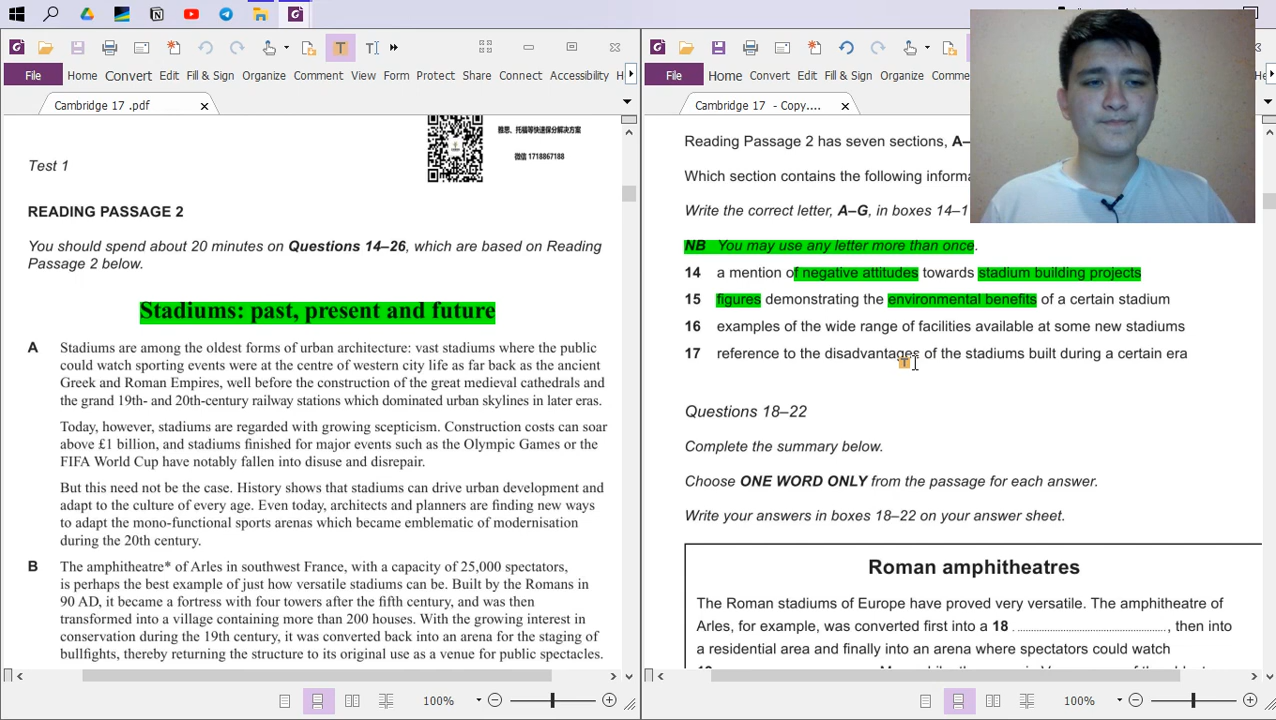 File Home Convert Edit Fill & Sign Organize Comment View Form Protect Share Connect Accessibility
Cambridge 17 .pdf
雅思、托福等快速保分解决方案
微信 1718867188
Test 1
READING PASSAGE 2
You should spend about 20 minutes on Questions 14–26, which are based on Reading
Passage 2 below.
Stadiums: past, present and future
A Stadiums are among the oldest forms of urban architecture: vast stadiums where the public
could watch sporting events were at the centre of western city life as far back as the ancient
Greek and Roman Empires, well before the construction of the great medieval cathedrals and
the grand 19th- and 20th-century railway stations which dominated urban skylines in later eras.
Today, however, stadiums are regarded with growing scepticism. Construction costs can soar
above £1 billion, and stadiums finished for major events such as the Olympic Games or the
FIFA World Cup have notably fallen into disuse and disrepair.
But this need not be the case. History shows that stadiums can drive urban development and
adapt to the culture of every age. Even today, architects and planners are finding new ways
to adapt the mono-functional sports arenas which became emblematic of modernisation
during the 20th century.
B The amphitheatre* of Arles in southwest France, with a capacity of 25,000 spectators,
is perhaps the best example of just how versatile stadiums can be. Built by the Romans in
90 AD, it became a fortress with four towers after the fifth century, and was then
transformed into a village containing more than 200 houses. With the growing interest in
conservation during the 19th century, it was converted back into an arena for the staging of
bullfights, thereby returning the structure to its original use as a venue for public spectacles.
100%
File Home Convert Edit Fill & Sign Organize Comment
Cambridge 17 - Copy....
Reading Passage 2 has seven sections, A–
Which section contains the following informa
Write the correct letter, A–G, in boxes 14–1
NB You may use any letter more than once.
14 a mention of negative attitudes towards stadium building projects
15 figures demonstrating the environmental benefits of a certain stadium
16 examples of the wide range of facilities available at some new stadiums
17 reference to the disadvantages of the stadiums built during a certain era
Questions 18–22
Complete the summary below.
Choose ONE WORD ONLY from the passage for each answer.
Write your answers in boxes 18–22 on your answer sheet.
Roman amphitheatres
The Roman stadiums of Europe have proved very versatile. The amphitheatre of
Arles, for example, was converted first into a 18 ........................................, then into
a residential area and finally into an arena where spectators could watch
100%